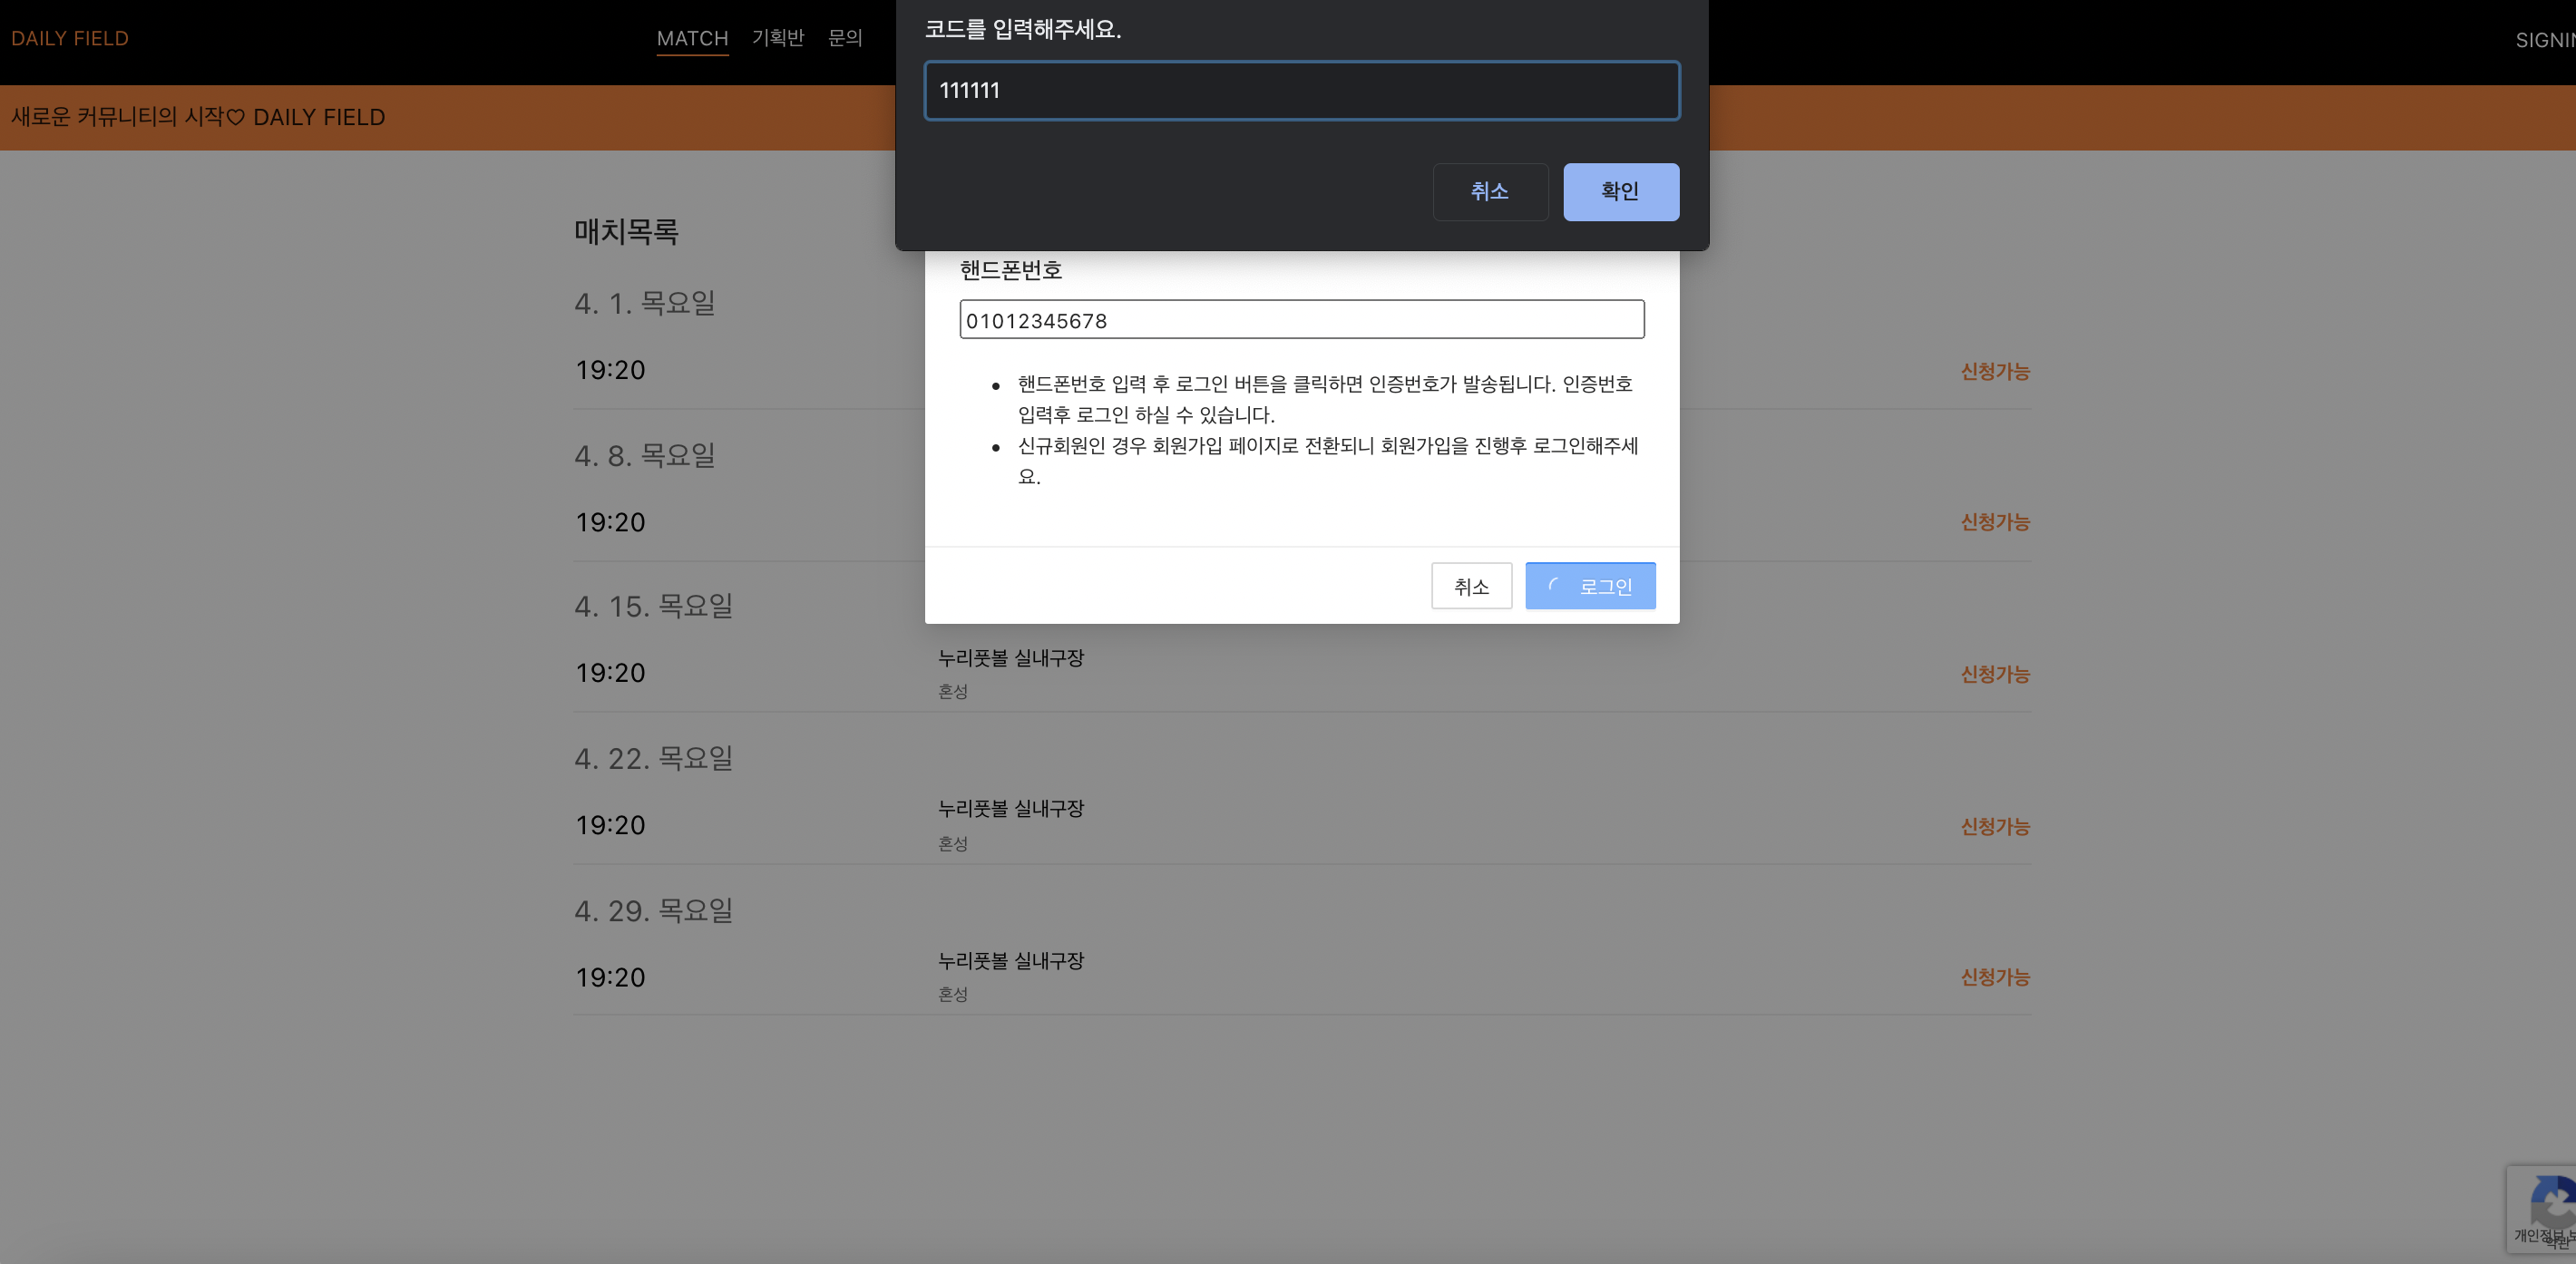 DAILY FIELD
MATCH 기획반 문의
SIGNIN
새로운 커뮤니티의 시작♡ DAILY FIELD
코드를 입력해주세요.
111111
취소 확인
핸드폰번호
01012345678
• 핸드폰번호 입력 후 로그인 버튼을 클릭하면 인증번호가 발송됩니다. 인증번호
입력후 로그인 하실 수 있습니다.
• 신규회원인 경우 회원가입 페이지로 전환되니 회원가입을 진행후 로그인해주세
요.
취소 로그인
매치목록
4. 1. 목요일
19:20 신청가능
4. 8. 목요일
19:20 신청가능
4. 15. 목요일
19:20 누리풋볼 실내구장 신청가능
혼성
4. 22. 목요일
19:20 누리풋볼 실내구장 신청가능
혼성
4. 29. 목요일
19:20 누리풋볼 실내구장 신청가능
혼성
개인정보
약관